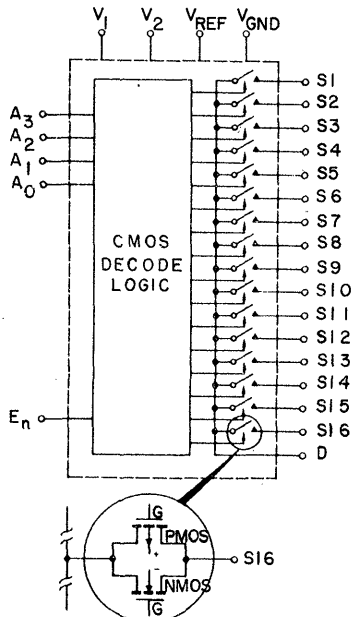 V1 V2 VREF VGND
S1
S2
A3 S3
A2 S4
A1 S5
A0 S6
S7
CMOS S8
DECODE S9
LOGIC S10
S11
S12
S13
S14
S15
En S16
D
G
PMOS
+
-
S16
NMOS
G